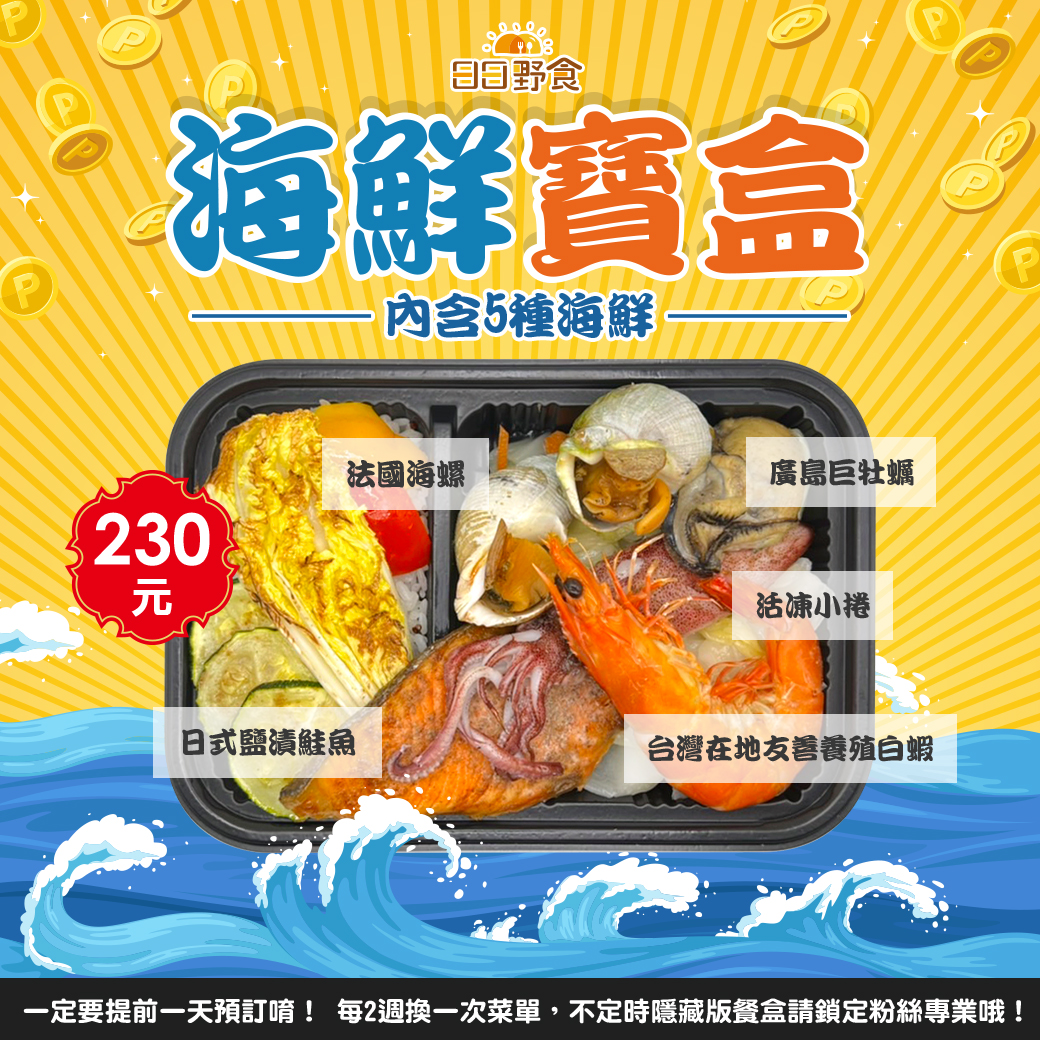 日日野食
海鮮寶盒
內含5種海鮮
法國海螺
廣島巨牡蠣
230
元
活凍小捲
日式鹽漬鮭魚
台灣在地友善養殖白蝦
一定要提前一天預訂唷！ 每2週換一次菜單，不定時隱藏版餐盒請鎖定粉絲專業哦！